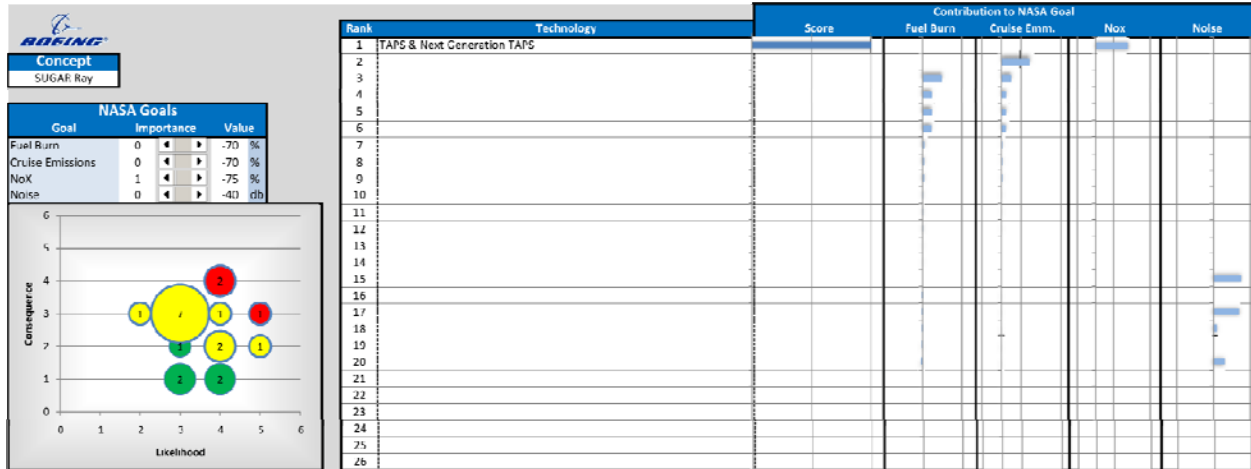 BOEING
Concept
SUGAR Ray
NASA Goals
Goal Importance Value
Fuel Burn 0 -70 %
Cruise Emissions 0 -70 %
NoX 1 -75 %
Noise 0 -40 db
Contribution to NASA Goal
Rank Technology Score Fuel Burn Cruise Emm. Nox Noise
1 TAPS & Next Generation TAPS
2
3
4
5
6
7
8
9
10
11
12
13
14
15
16
17
18
19
20
21
22
23
24
25
26
Consequence
6
5
4
3
2
1
0
2
1 7 1 1
1 2 1
2 2
0 1 2 3 4 5 6
Likelihood